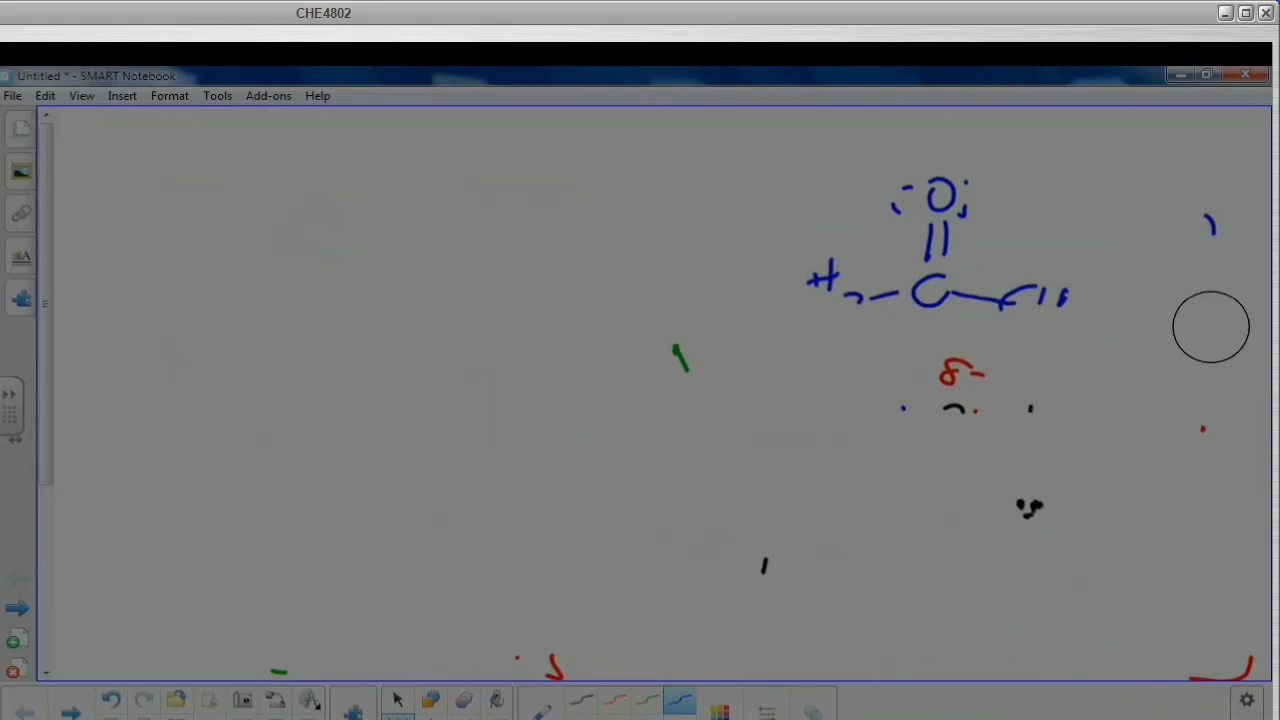 CHE4802
Untitled * - SMART Notebook
File Edit View Insert Format Tools Add-ons Help
O
H C
δ-